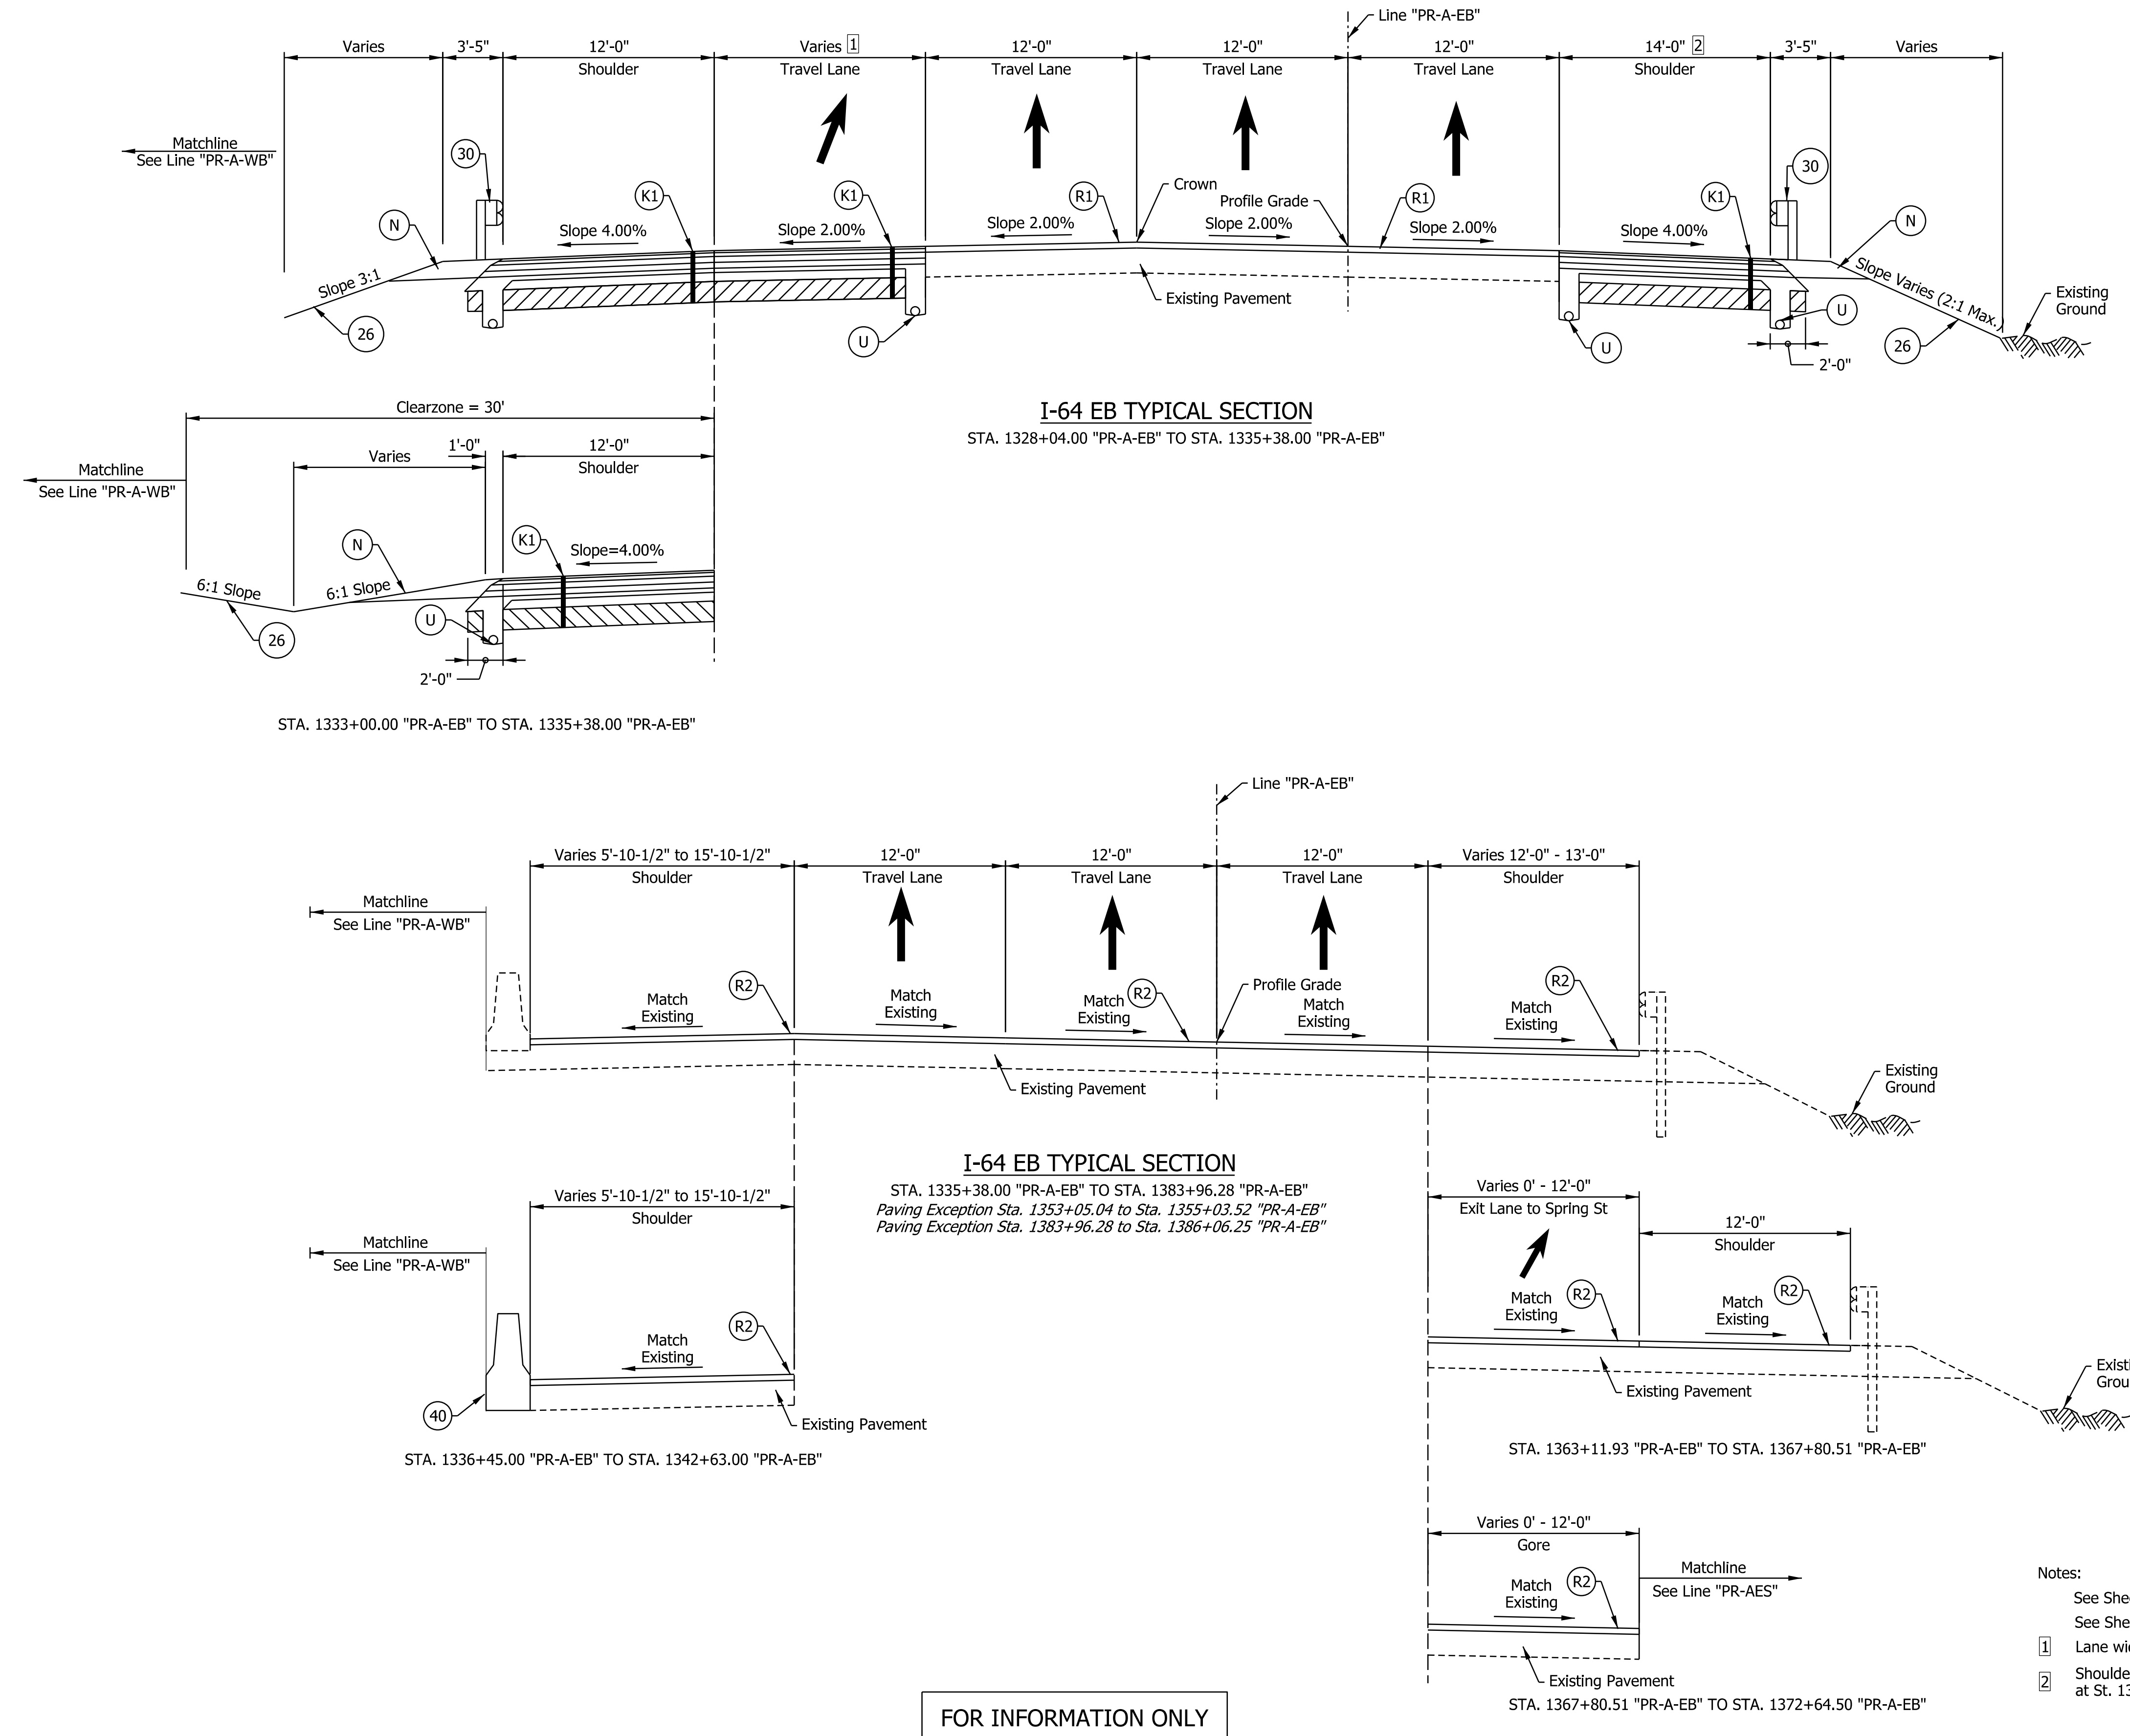 Line "PR-A-EB"
Varies
3'-5"
12'-0"
Shoulder
Varies 1
Travel Lane
12'-0"
Travel Lane
12'-0"
Travel Lane
12'-0"
Travel Lane
14'-0" 2
Shoulder
3'-5"
Varies
Matchline
See Line "PR-A-WB"
30
30
N
K1
K1
R1
Crown
Profile Grade
R1
K1
N
Slope 3:1
Slope 4.00%
Slope 2.00%
Slope 2.00%
Slope 2.00%
Slope 2.00%
Slope 4.00%
Slope Varies (2:1 Max.)
Existing Pavement
Existing
Ground
26
U
U
U
26
2'-0"
I-64 EB TYPICAL SECTION
STA. 1328+04.00 "PR-A-EB" TO STA. 1335+38.00 "PR-A-EB"
Clearzone = 30'
1'-0"
12'-0"
Varies
Shoulder
Matchline
See Line "PR-A-WB"
N
K1
Slope=4.00%
6:1 Slope
6:1 Slope
U
26
2'-0"
STA. 1333+00.00 "PR-A-EB" TO STA. 1335+38.00 "PR-A-EB"
Line "PR-A-EB"
Varies 5'-10-1/2" to 15'-10-1/2"
Shoulder
12'-0"
Travel Lane
12'-0"
Travel Lane
12'-0"
Travel Lane
Varies 12'-0" - 13'-0"
Shoulder
Matchline
See Line "PR-A-WB"
R2
R2
Profile Grade
R2
Match
Existing
Match
Existing
Match
Existing
Match
Existing
Match
Existing
Existing Pavement
Existing
Ground
I-64 EB TYPICAL SECTION
STA. 1335+38.00 "PR-A-EB" TO STA. 1383+96.28 "PR-A-EB"
Paving Exception Sta. 1353+05.04 to Sta. 1355+03.52 "PR-A-EB"
Paving Exception Sta. 1383+96.28 to Sta. 1386+06.25 "PR-A-EB"
Varies 5'-10-1/2" to 15'-10-1/2"
Shoulder
Matchline
See Line "PR-A-WB"
R2
Match
Existing
40
Existing Pavement
STA. 1336+45.00 "PR-A-EB" TO STA. 1342+63.00 "PR-A-EB"
Varies 0' - 12'-0"
Exit Lane to Spring St
12'-0"
Shoulder
Match
Existing
R2
Match
Existing
R2
Existing Pavement
STA. 1363+11.93 "PR-A-EB" TO STA. 1367+80.51 "PR-A-EB"
Varies 0' - 12'-0"
Gore
Matchline
See Line "PR-AES"
Match
Existing
R2
Existing Pavement
STA. 1367+80.51 "PR-A-EB" TO STA. 1372+64.50 "PR-A-EB"
Notes:
See
See
1 Lane
2
at St.
FOR INFORMATION ONLY